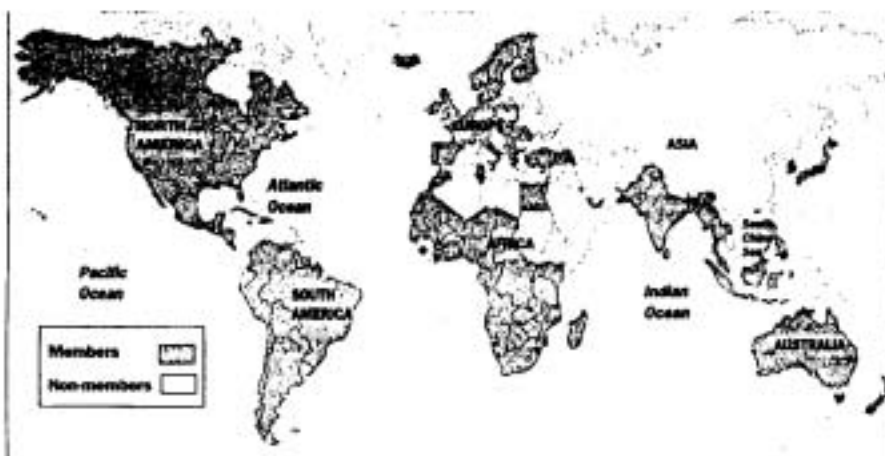 NORTH
AMERICA
EUROPE
ASIA
Atlantic
Ocean
South
China
Sea
AFRICA
Pacific
Ocean
SOUTH
AMERICA
Indian
Ocean
AUSTRALIA
Members
Non-members